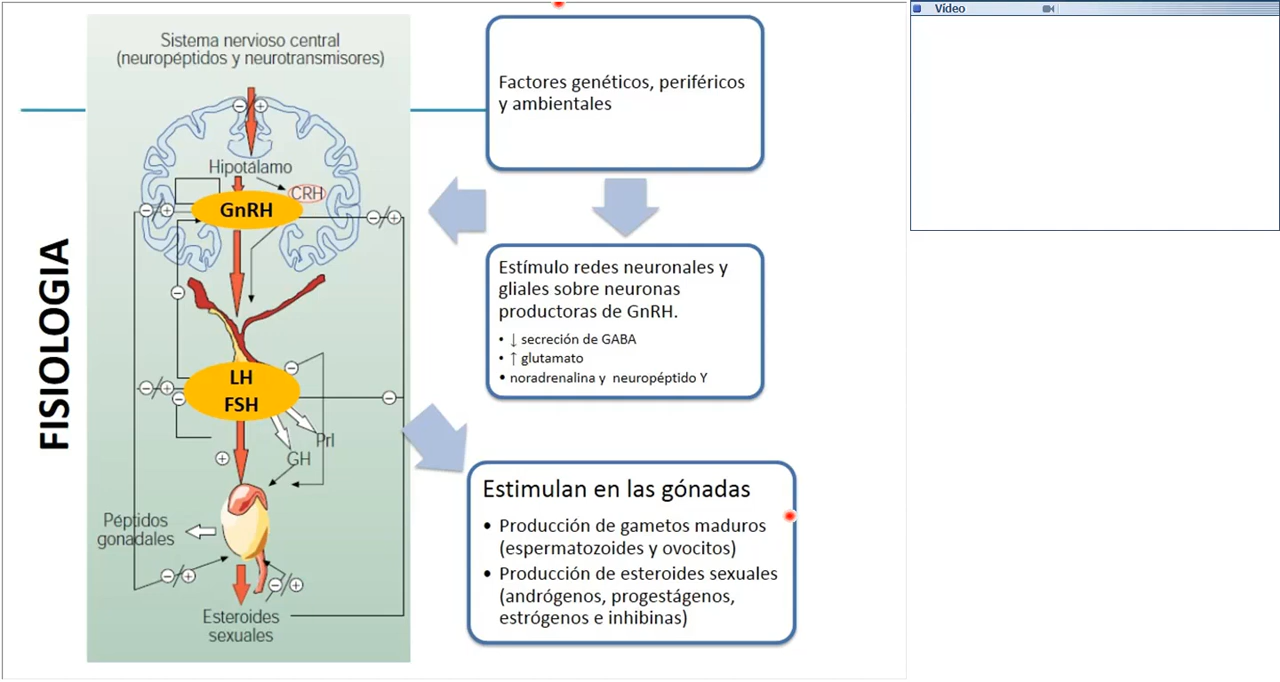 Vídeo
FISIOLOGIA
Sistema nervioso central
(neuropéptidos y neurotransmisores)
Hipotálamo
CRH
GnRH
LH
FSH
Prl
GH
Péptidos
gonadales
Esteroides
sexuales
Factores genéticos, periféricos
y ambientales
Estímulo redes neuronales y
gliales sobre neuronas
productoras de GnRH.
• ↓ secreción de GABA
• ↑ glutamato
• noradrenalina y neuropéptido Y
Estimulan en las gónadas
• Producción de gametos maduros
(espermatozoides y ovocitos)
• Producción de esteroides sexuales
(andrógenos, progestágenos,
estrógenos e inhibinas)